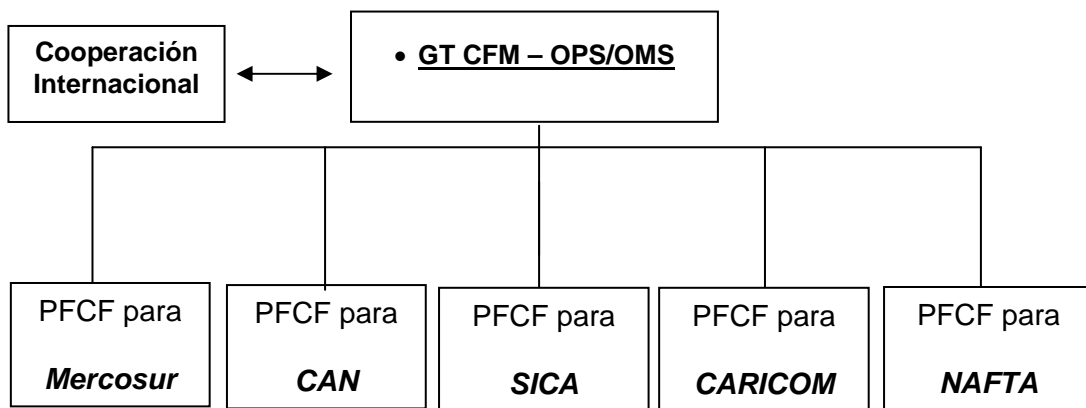 Cooperación
Internacional
• GT CFM – OPS/OMS
PFCF para
Mercosur
PFCF para
CAN
PFCF para
SICA
PFCF para
CARICOM
PFCF para
NAFTA